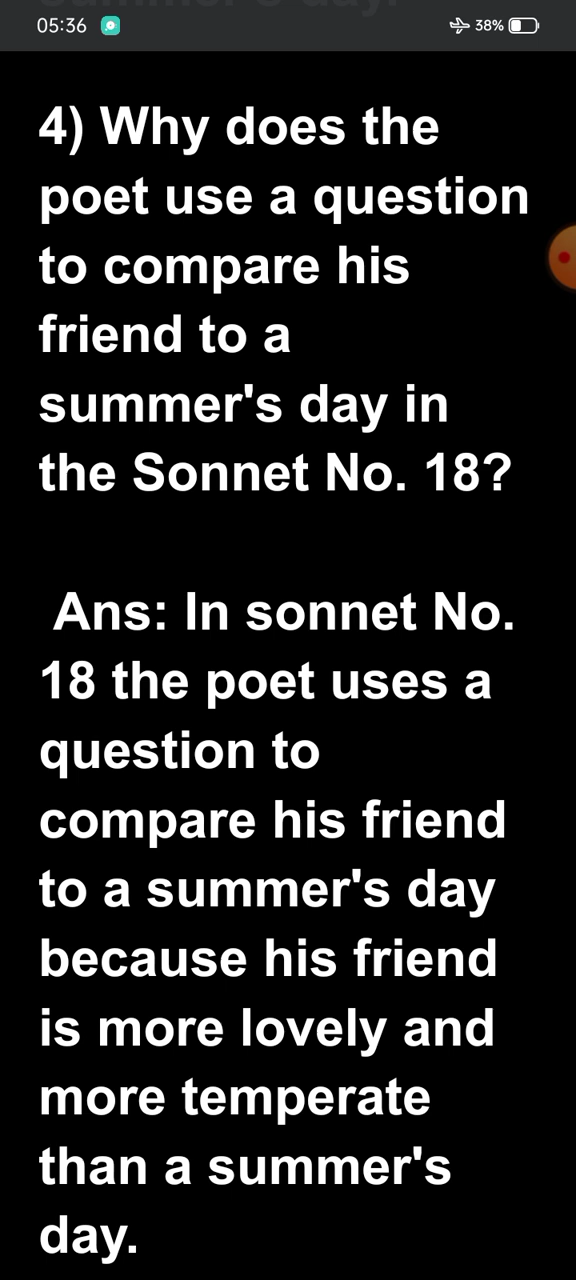 05:36
38%
4) Why does the
poet use a question
to compare his
friend to a
summer's day in
the Sonnet No. 18?
Ans: In sonnet No.
18 the poet uses a
question to
compare his friend
to a summer's day
because his friend
is more lovely and
more temperate
than a summer's
day.